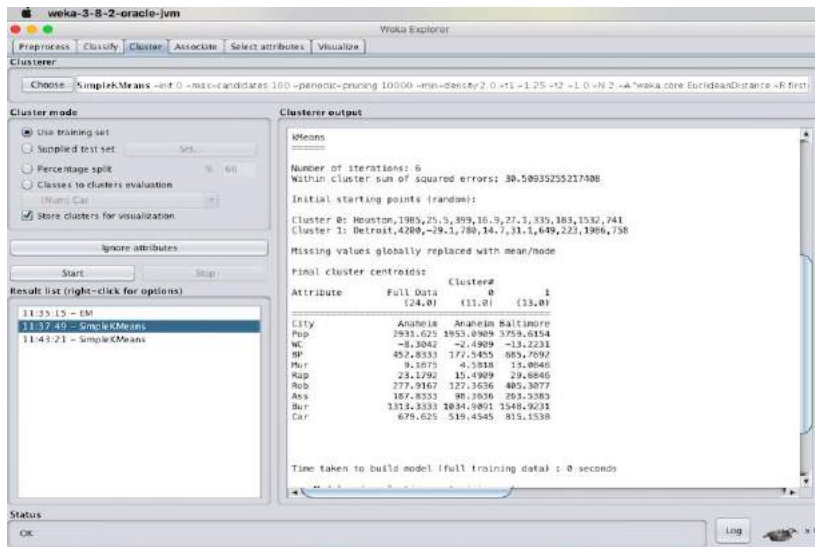 weka-3-8-2-oracle-jvm
Weka Explorer
Preprocess Classify Cluster Associate Select attributes Visualize
Clusterer
Choose SimpleKMeans -init 0 -max-candidates 100 -periodic-pruning 10000 -min-density 2.0 -t1 -1.25 -t2 -1.0 -N 2 -A "weka.core.EuclideanDistance -R first
Cluster mode
Use training set
Supplied test set Set...
Percentage split % 66
Classes to clusters evaluation
(Num) Car
Store clusters for visualization
Ignore attributes
Start Stop
Result list (right-click for options)
11:35:15 - EM
11:37:49 - SimpleKMeans
11:43:21 - SimpleKMeans
Clusterer output
kMeans
======
Number of iterations: 6
Within cluster sum of squared errors: 30.50935255217408
Initial starting points (random):
Cluster 0: Houston,1985,25.5,399,16.9,27.1,335,183,1532,741
Cluster 1: Detroit,4200,-29.1,780,14.7,31.1,649,223,1986,758
Missing values globally replaced with mean/mode
Final cluster centroids:
Cluster#
Attribute Full Data 0 1
(24.0) (11.0) (13.0)
City Anaheim Anaheim Baltimore
Pop 2931.625 1953.0909 3759.6154
WC -8.3042 -2.4909 -13.2231
BP 452.8333 177.5455 685.7692
Mur 9.1875 4.5818 13.0846
Rap 23.1792 15.4909 29.6846
Rob 277.9167 127.3636 405.3077
Ass 187.8333 98.3636 263.5385
Bur 1313.3333 1034.9091 1548.9231
Car 679.625 519.4545 815.1538
Time taken to build model (full training data) : 0 seconds
Status
OK
Log